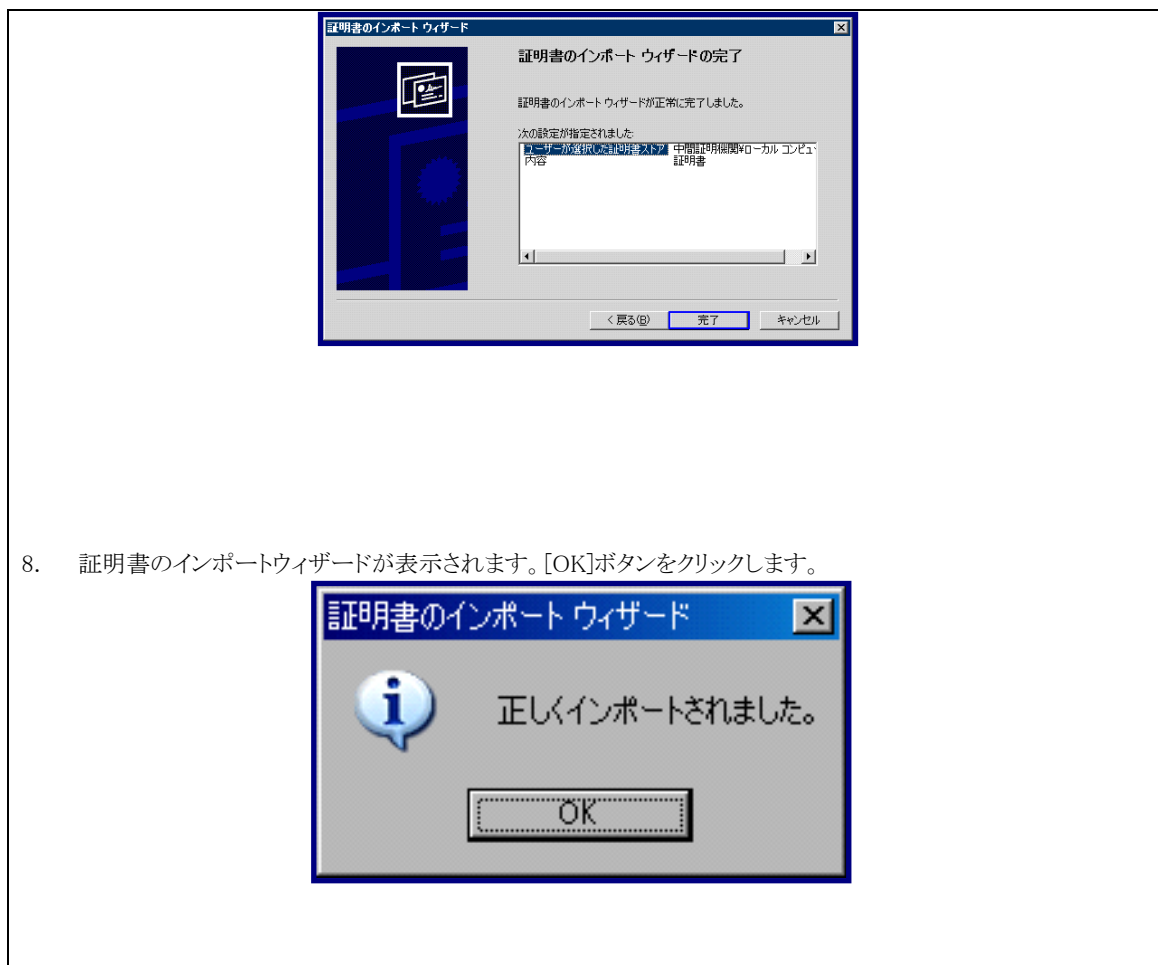 証明書のインポート ウィザード
証明書のインポート ウィザードの完了
証明書のインポート ウィザードが正常に完了しました。
次の設定が指定されました:
ユーザーが選択した証明書ストア 中間証明機関¥ローカル コンピュ
内容 証明書
< 戻る(B) 完了 キャンセル
8. 証明書のインポートウィザードが表示されます。[OK]ボタンをクリックします。
証明書のインポート ウィザード
正しくインポートされました。
OK